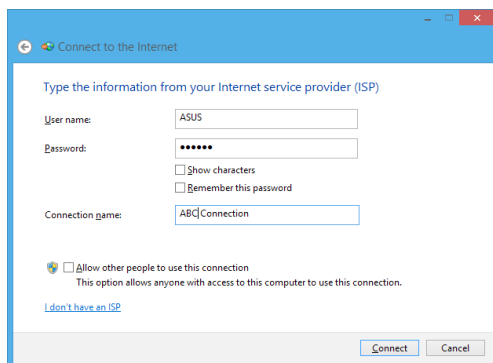 Connect to the Internet
Type the information from your Internet service provider (ISP)
User name:
ASUS
Password:
••••••
Show characters
Remember this password
Connection name:
ABC Connection
Allow other people to use this connection
This option allows anyone with access to this computer to use this connection.
I don't have an ISP
Connect
Cancel